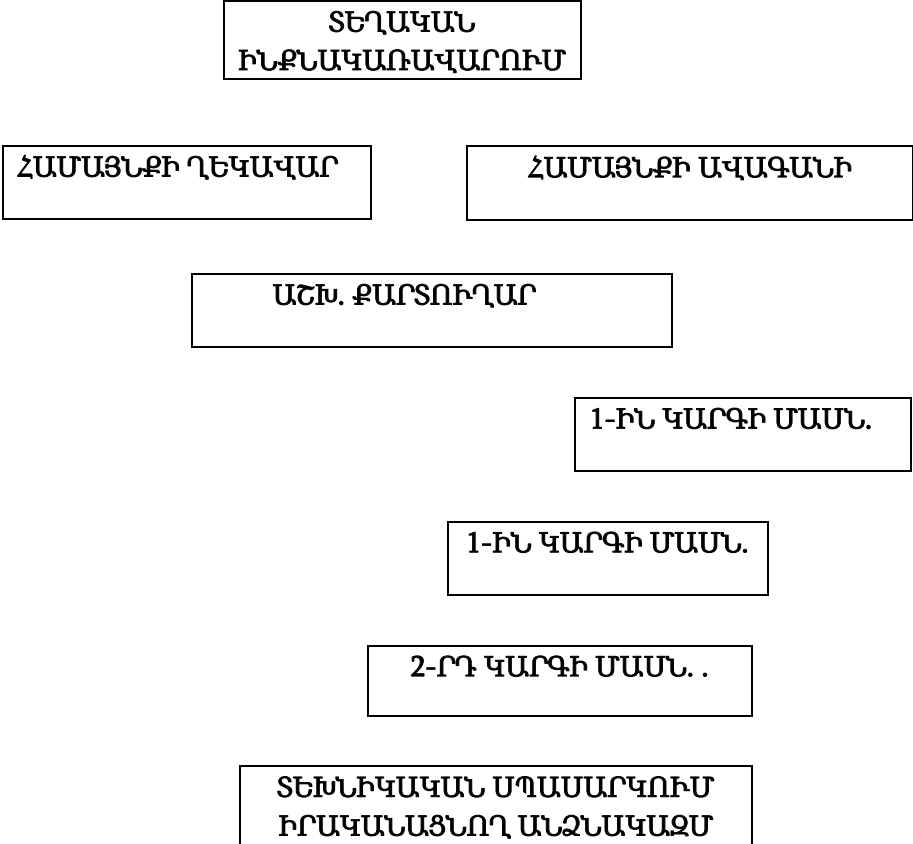 ՏԵՂԱԿԱՆ
ԻՆՔՆԱԿԱՌԱՎԱՐՈՒՄ
ՀԱՄԱՅՆՔԻ ՂԵԿԱՎԱՐ
ՀԱՄԱՅՆՔԻ ԱՎԱԳԱՆԻ
ԱՇԽ. ՔԱՐՏՈՒՂԱՐ
1-ԻՆ ԿԱՐԳԻ ՄԱՍՆ.
1-ԻՆ ԿԱՐԳԻ ՄԱՍՆ.
2-ՐԴ ԿԱՐԳԻ ՄԱՍՆ. .
ՏԵԽՆԻԿԱԿԱՆ ՍՊԱՍԱՐԿՈՒՄ
ԻՐԱԿԱՆԱՑՆՈՂ ԱՆՁՆԱԿԱԶՄ